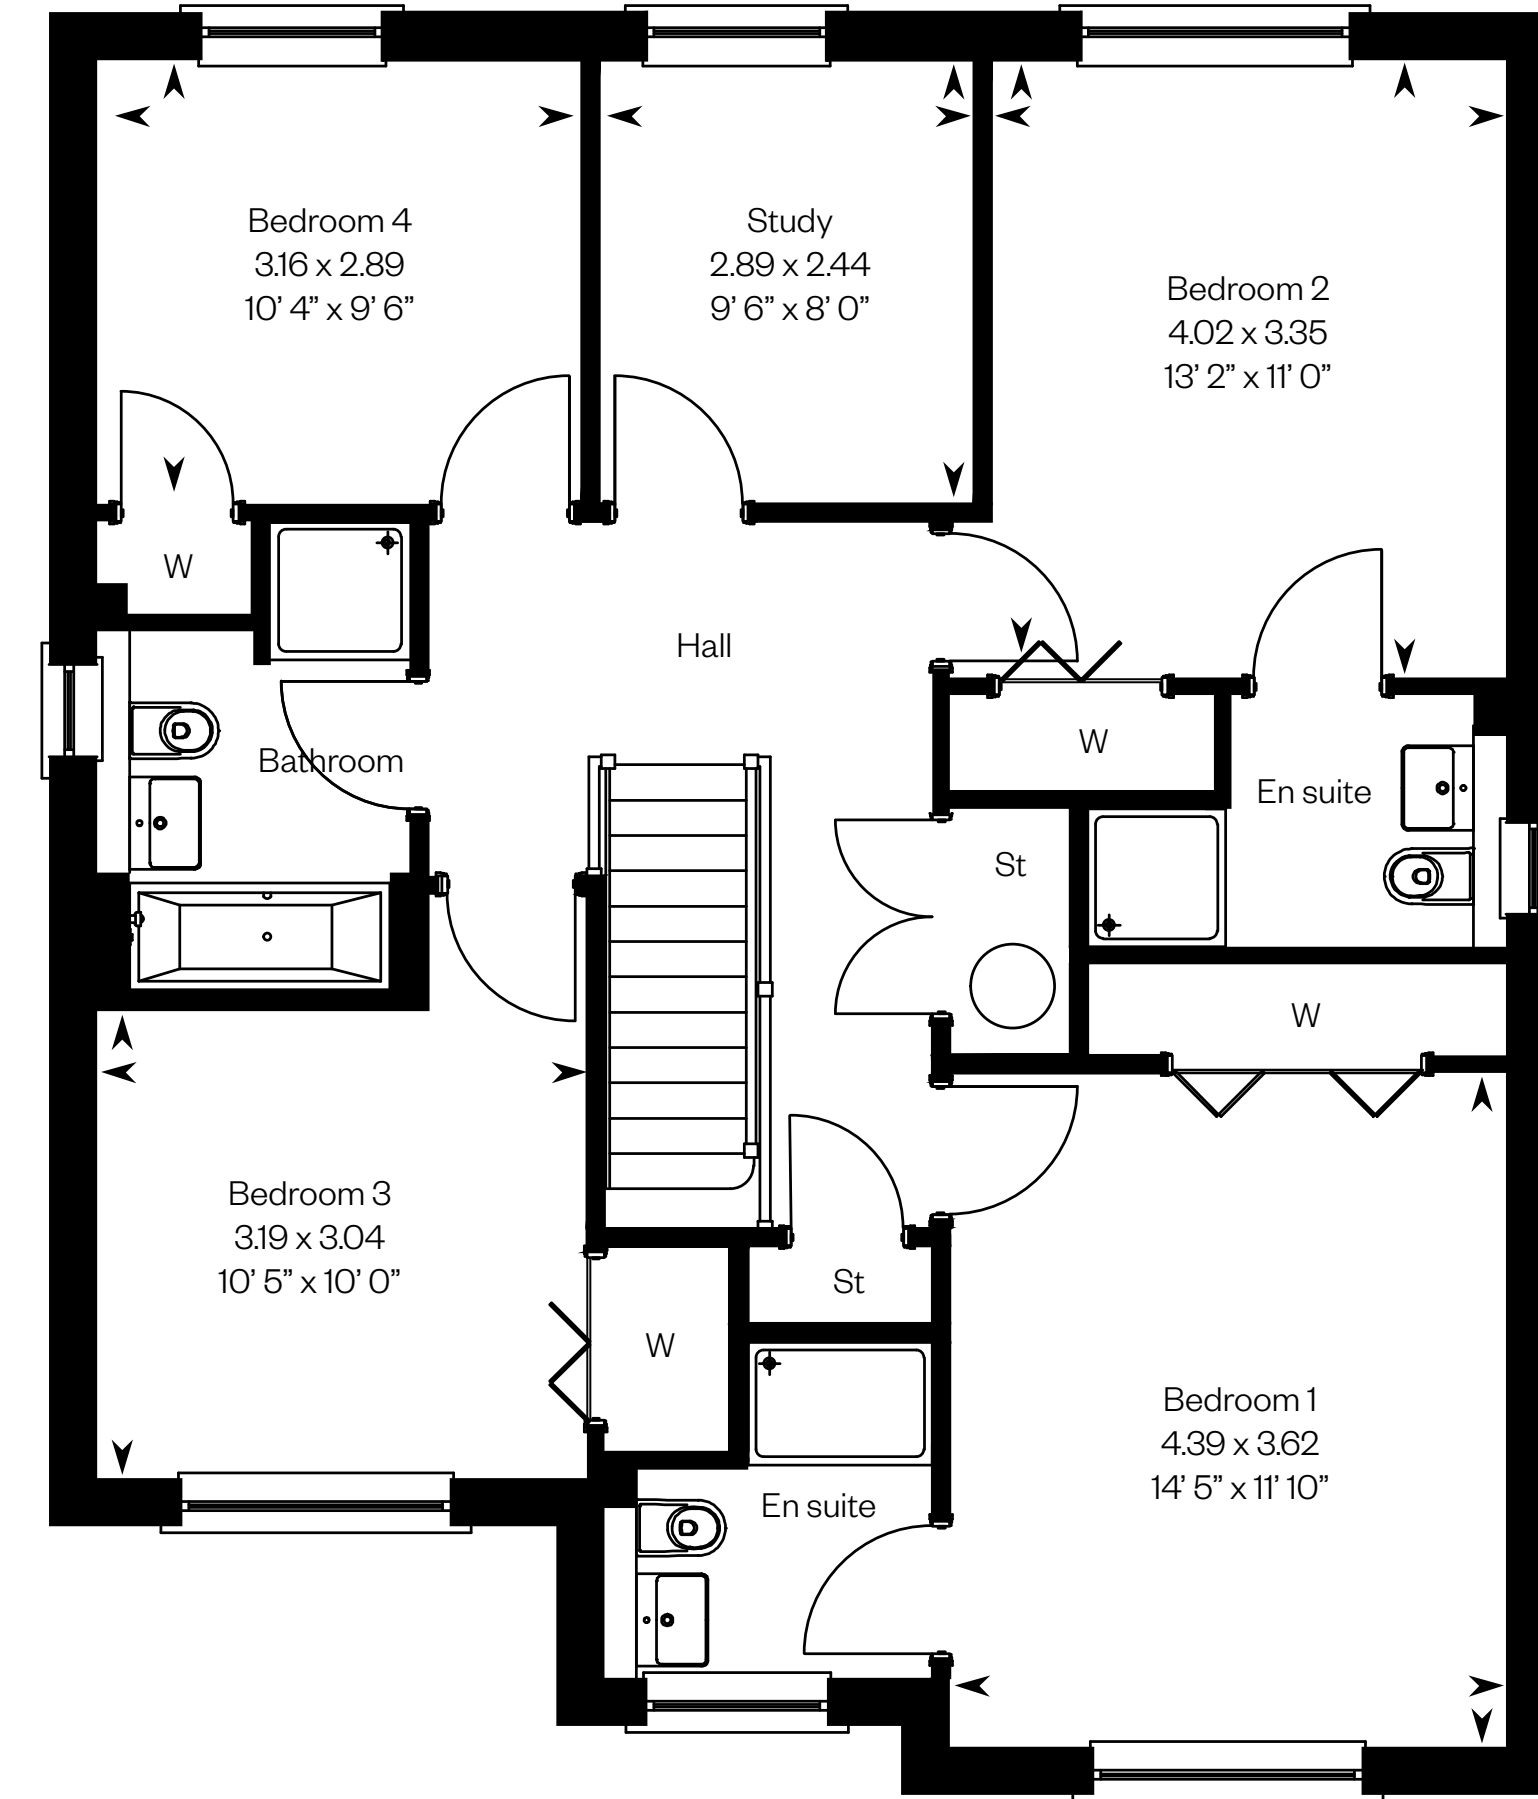 Bedroom 4
3.16 x 2.89
10’ 4” x 9’ 6”
Study
2.89 x 2.44
9’ 6” x 8’ 0”
Bedroom 2
4.02 x 3.35
13’ 2” x 11’ 0”
W
Hall
Bathroom
W
En suite
St
W
Bedroom 3
3.19 x 3.04
10’ 5” x 10’ 0”
St
W
Bedroom 1
4.39 x 3.62
14’ 5” x 11’ 10”
En suite